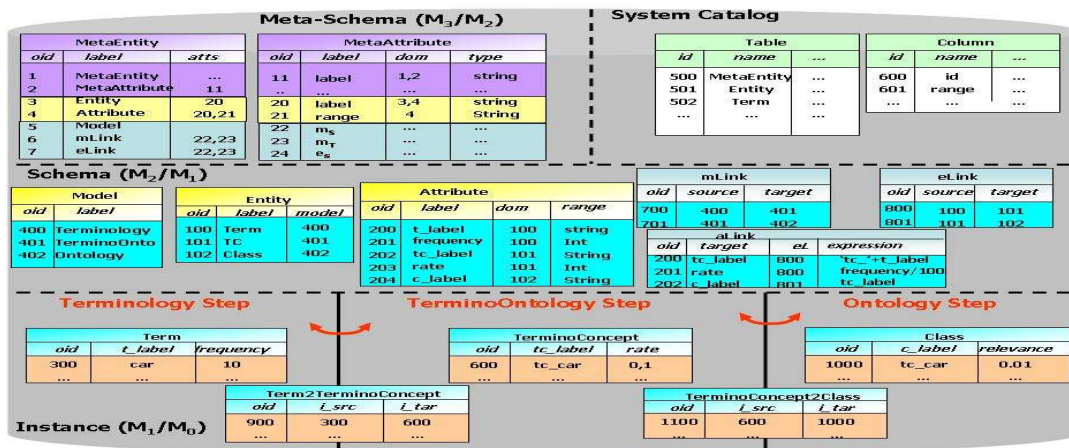 Meta-Schema (M3/M2)
System Catalog
MetaEntity
oid label atts
1 MetaEntity ...
2 MetaAttribute 11
3 Entity 20
4 Attribute 20,21
5 Model
6 mLink 22,23
7 eLink 22,23
MetaAttribute
oid label dom type
11 label 1,2 string
.. ... ... ...
20 label 3,4 string
21 range 4 String
22 mS ... ...
23 mT ... ...
24 eS ... ...
Table
id name ...
500 MetaEntity ...
501 Entity ...
502 Term ...
... ... ...
Column
id name ...
600 id ...
601 range ...
... ... ...
Schema (M2/M1)
Model
oid label
400 Terminology
401 TerminoOnto
402 Ontology
Entity
oid label model
100 Term 400
101 TC 401
102 Class 402
Attribute
oid label dom range
200 t_label 100 string
201 frequency 100 Int
202 tc_label 101 String
203 rate 101 Int
204 c_label 102 String
mLink
oid source target
700 400 401
701 401 402
eLink
oid source target
800 100 101
801 101 102
aLink
oid target eL expression
200 tc_label 800 'tc_'+t_label
201 rate 800 frequency/100
202 c_label 801 tc_label
Terminology Step
TerminoOntology Step
Ontology Step
Term
oid t_label frequency
300 car 10
... ... ...
TerminoConcept
oid tc_label rate
600 tc_car 0,1
... ... ...
Class
oid c_label relevance
1000 tc_car 0.01
... ... ...
Term2TerminoConcept
oid i_src i_tar
900 300 600
... ... ...
TerminoConcept2Class
oid i_src i_tar
1100 600 1000
... ... ...
Instance (M1/M0)